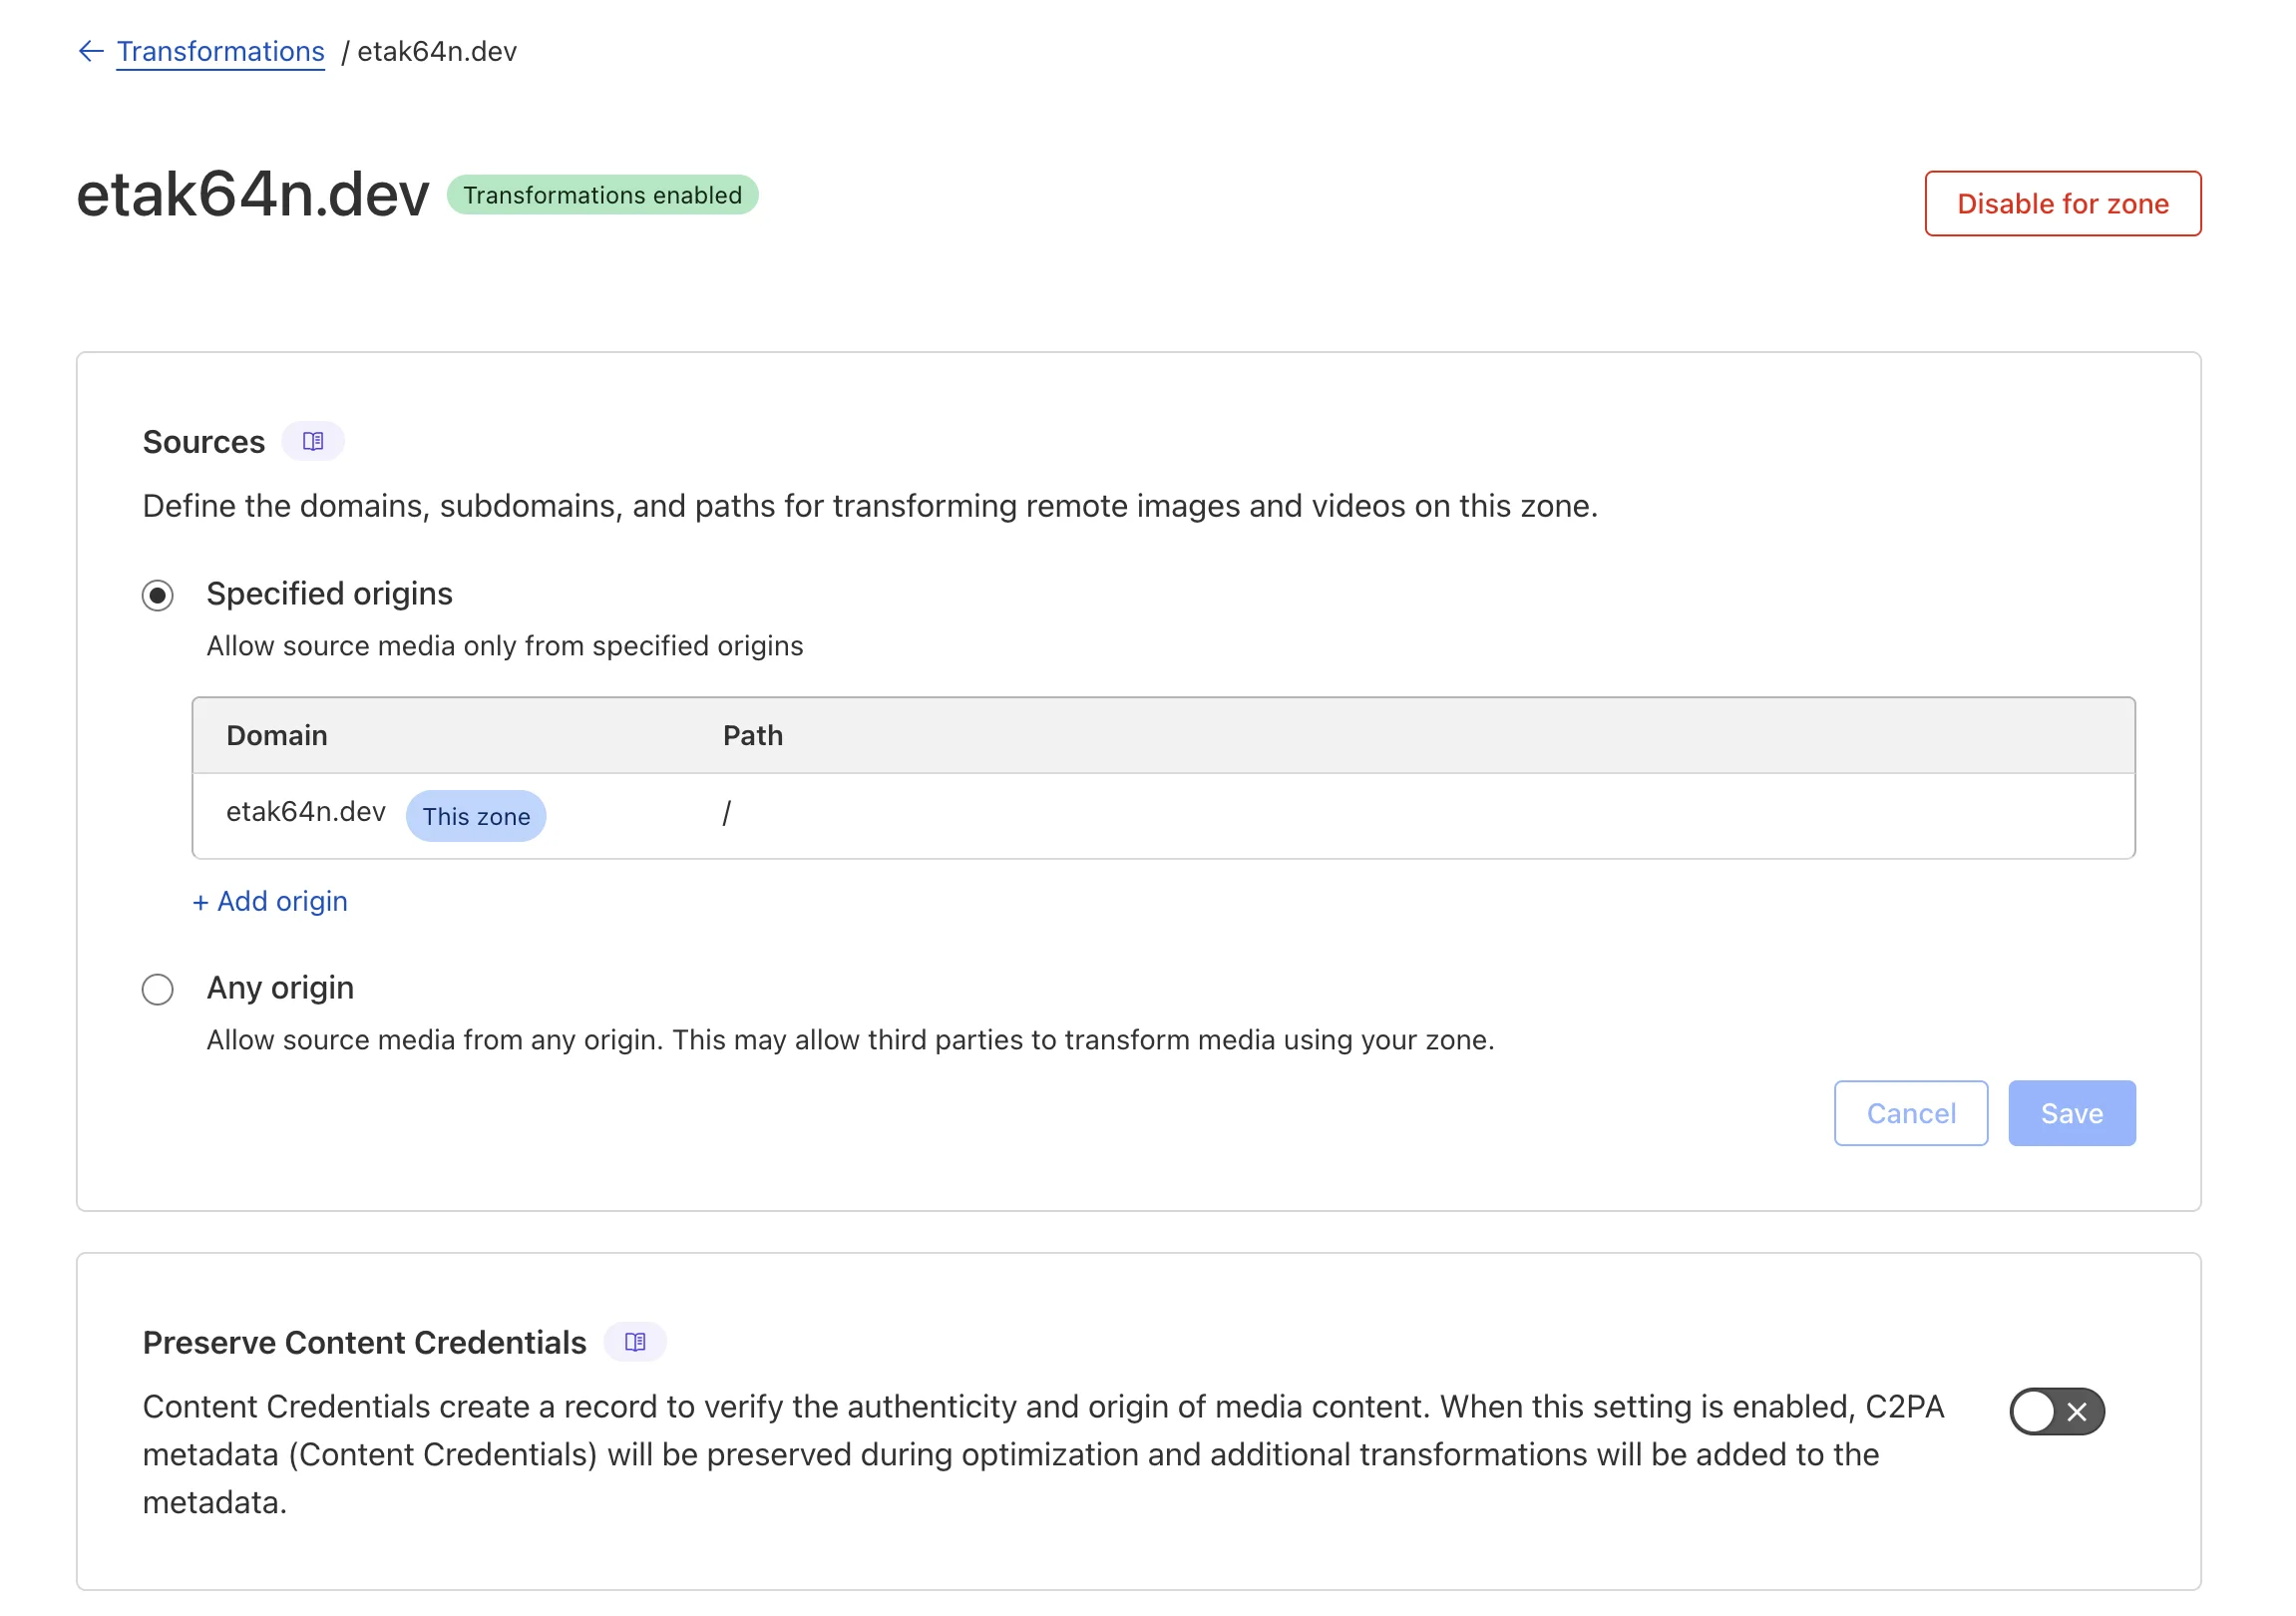 ← Transformations / etak64n.dev
etak64n.dev Transformations enabled
Disable for zone
Sources
Define the domains, subdomains, and paths for transforming remote images and videos on this zone.
Specified origins
Allow source media only from specified origins
Domain Path
etak64n.dev This zone /
+ Add origin
Any origin
Allow source media from any origin. This may allow third parties to transform media using your zone.
Cancel Save
Preserve Content Credentials
Content Credentials create a record to verify the authenticity and origin of media content. When this setting is enabled, C2PA
metadata (Content Credentials) will be preserved during optimization and additional transformations will be added to the
metadata.